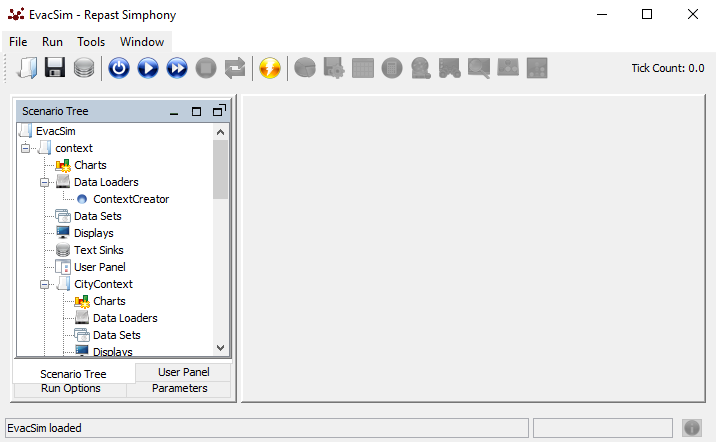 EvacSim - Repast Simphony
File Run Tools Window
Tick Count: 0.0
Scenario Tree
EvacSim
context
Charts
Data Loaders
ContextCreator
Data Sets
Displays
Text Sinks
User Panel
CityContext
Charts
Data Loaders
Data Sets
Displays
Scenario Tree User Panel
Run Options Parameters
EvacSim loaded